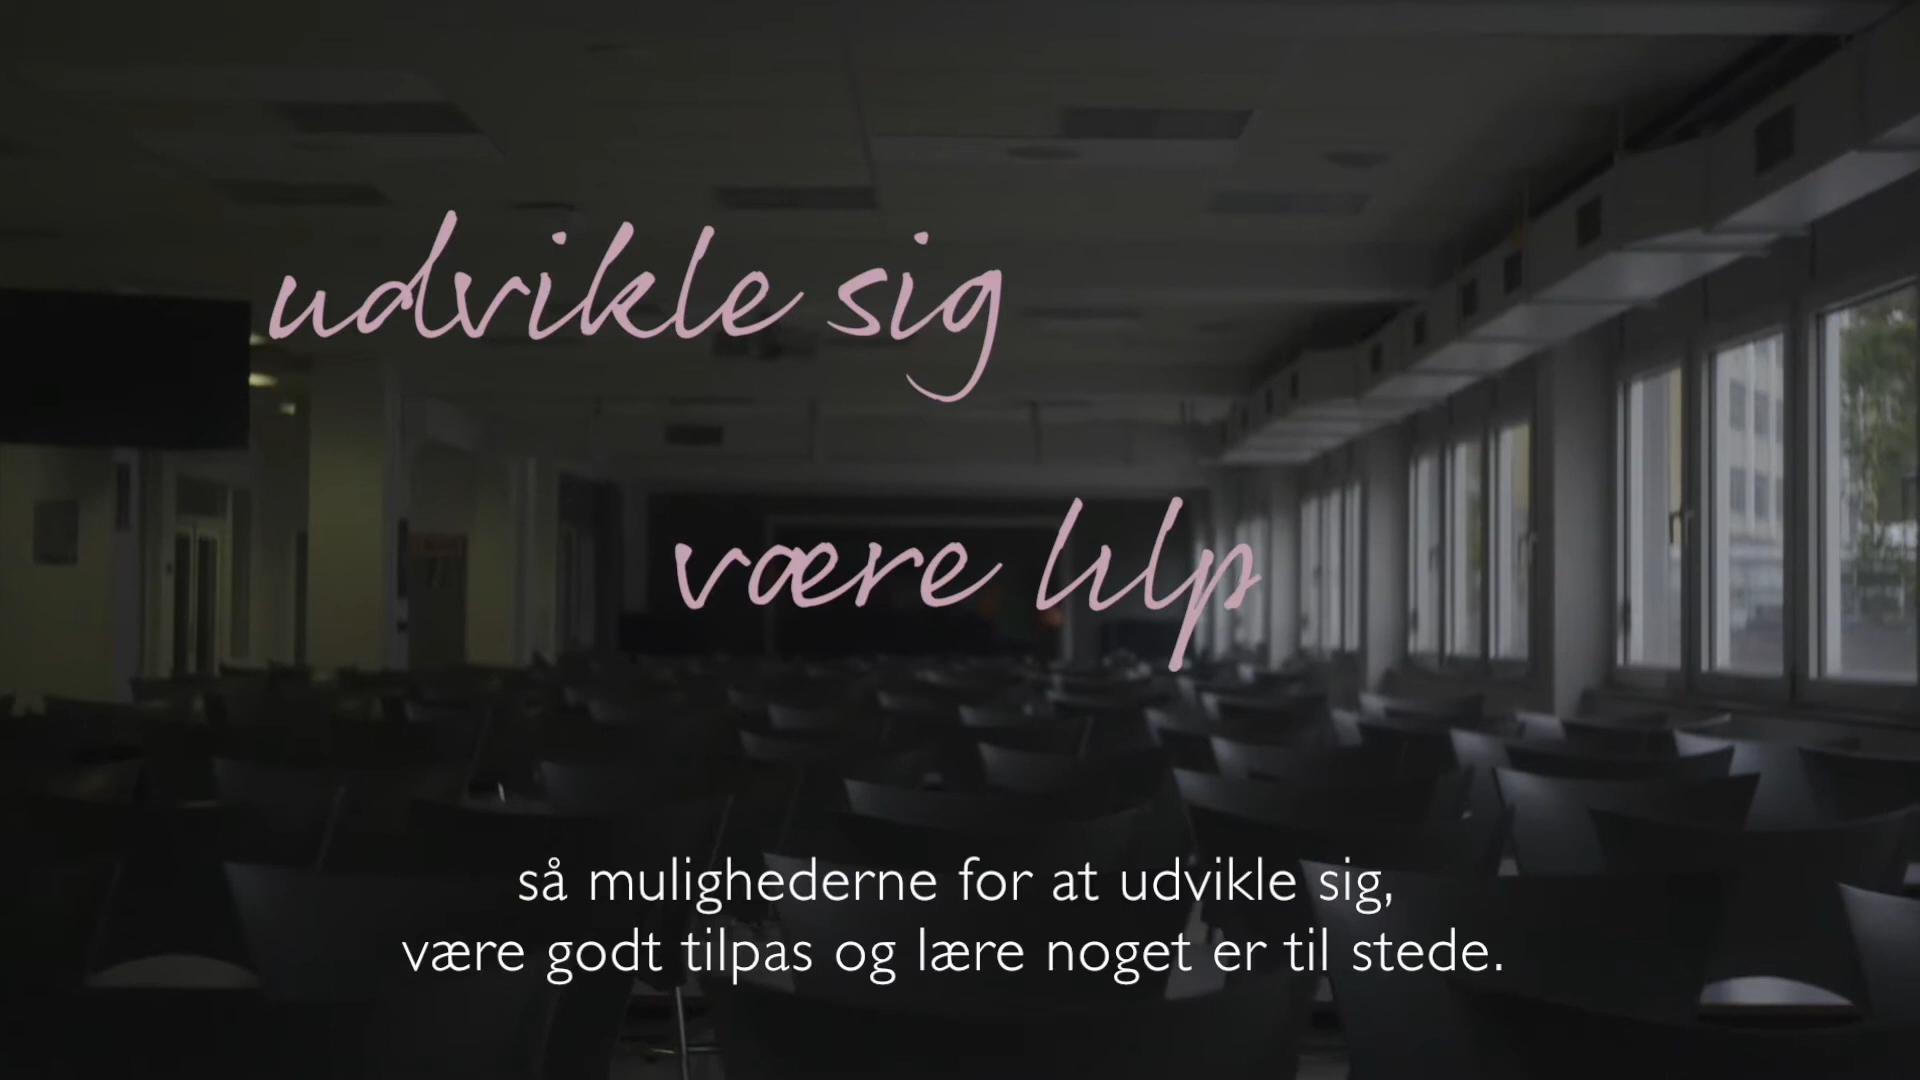 udvikle sig
være
så mulighederne for at udvikle sig,
være godt tilpas og lære noget er til stede.